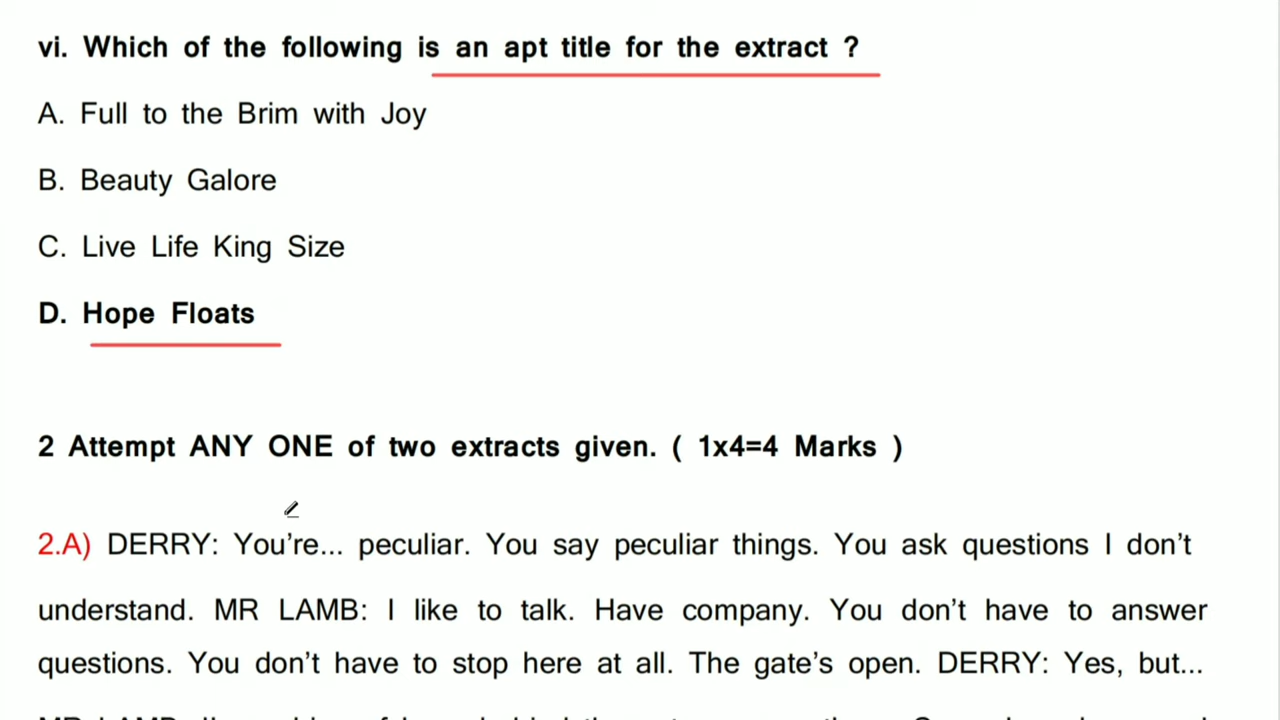 vi. Which of the following is an apt title for the extract ?
A. Full to the Brim with Joy
B. Beauty Galore
C. Live Life King Size
D. Hope Floats
2 Attempt ANY ONE of two extracts given. ( 1x4=4 Marks )
2.A) DERRY: You’re... peculiar. You say peculiar things. You ask questions I don’t
understand. MR LAMB: I like to talk. Have company. You don’t have to answer
questions. You don’t have to stop here at all. The gate’s open. DERRY: Yes, but...